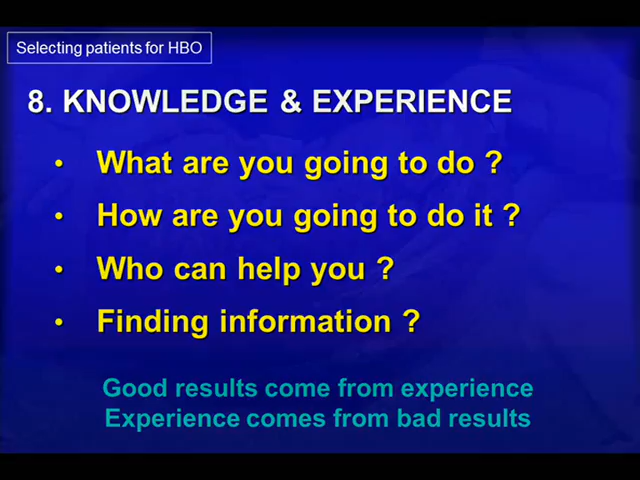 Selecting patients for HBO
8. KNOWLEDGE & EXPERIENCE
• What are you going to do ?
• How are you going to do it ?
• Who can help you ?
• Finding information ?
Good results come from experience
Experience comes from bad results